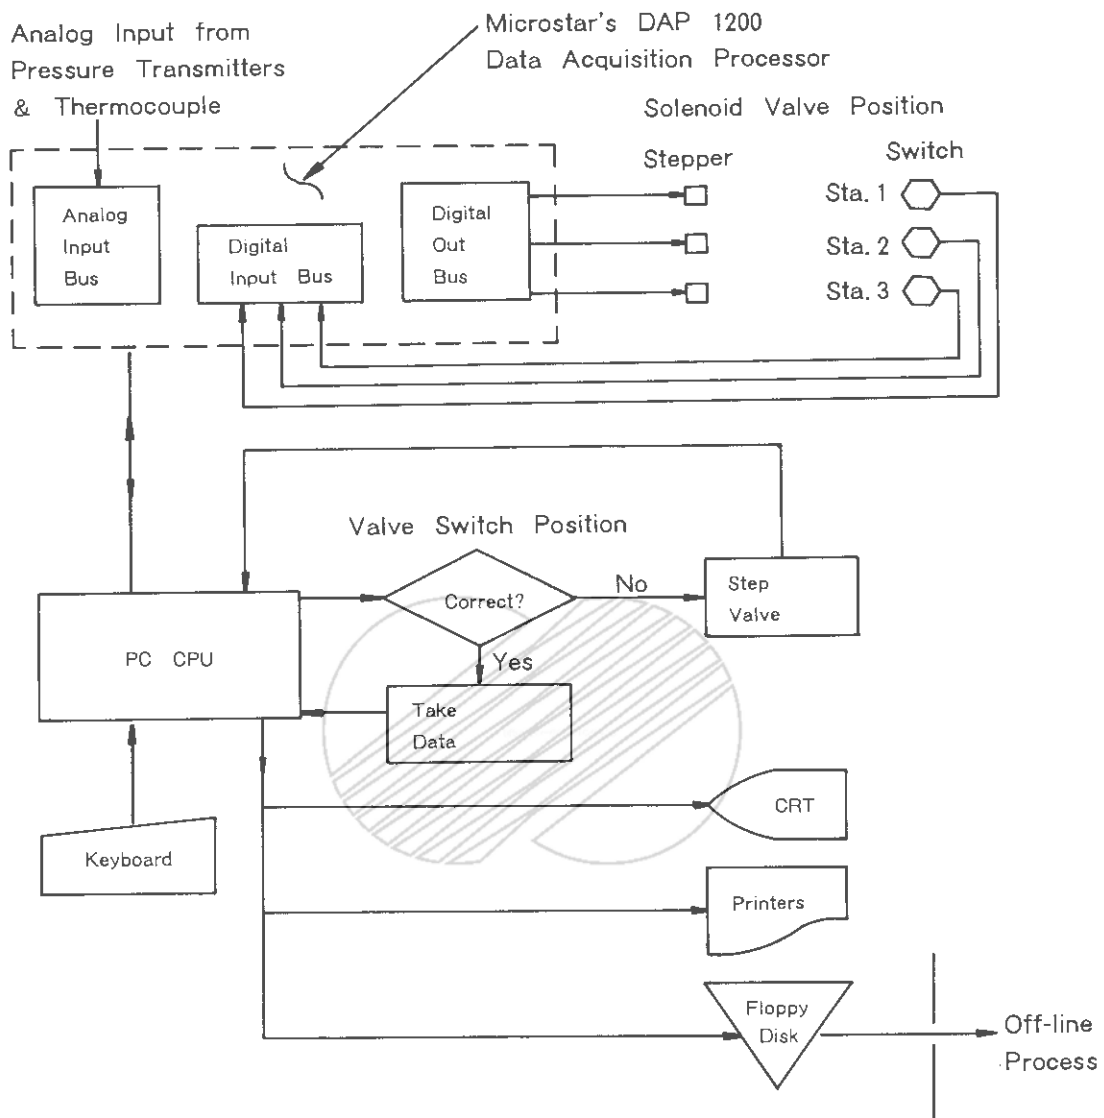 Analog Input from
Pressure Transmitters
& Thermocouple
Microstar's DAP 1200
Data Acquisition Processor
Solenoid Valve Position
Stepper
Switch
Analog
Input
Bus
Digital
Input Bus
Digital
Out
Bus
Sta. 1
Sta. 2
Sta. 3
Valve Switch Position
Correct?
No
Step
Valve
Yes
PC CPU
Take
Data
Keyboard
CRT
Printers
Floppy
Disk
Off-line
Process